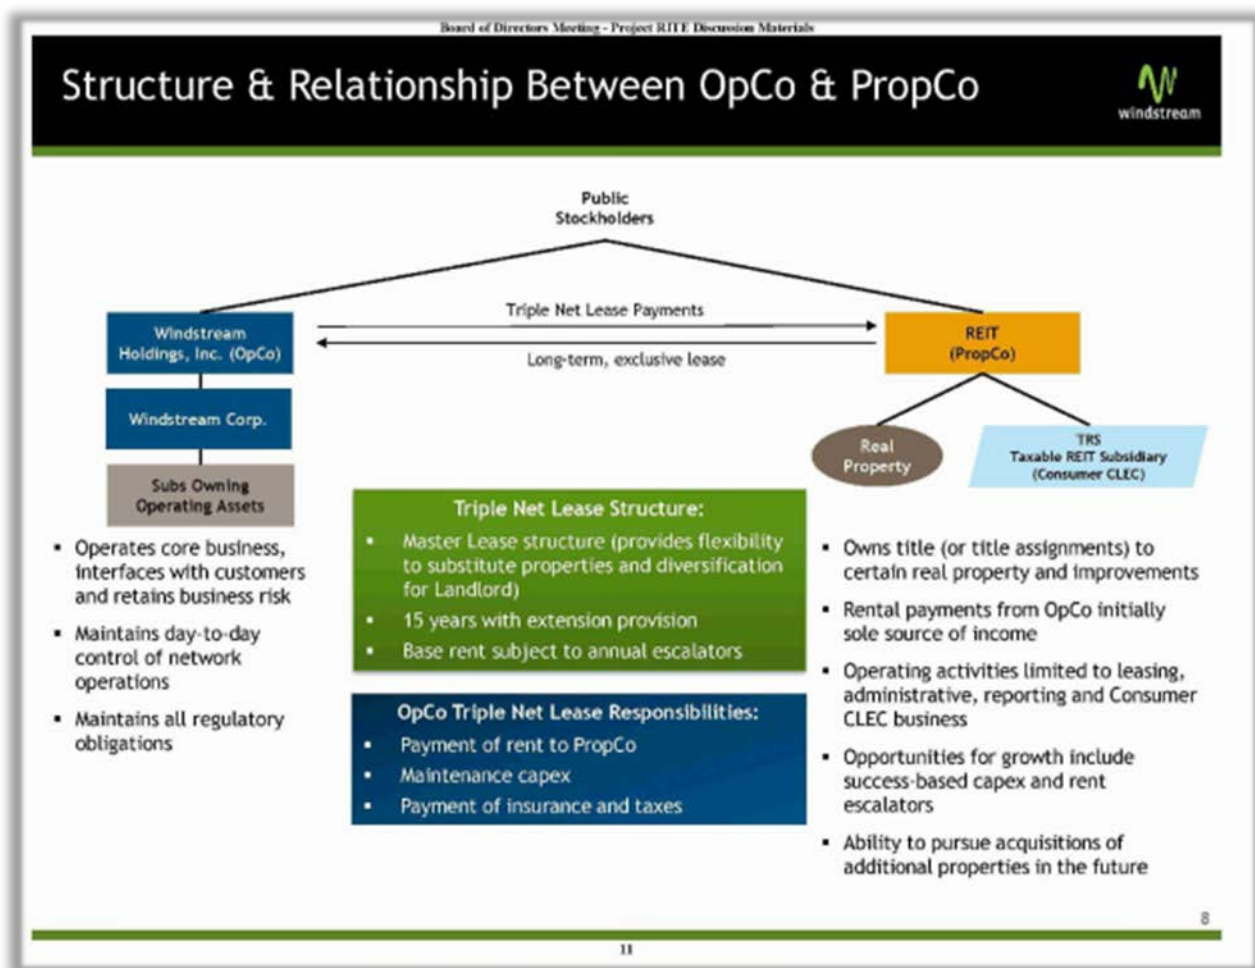 Board of Directors Meeting - Project RITE Discussion Materials
Structure & Relationship Between OpCo & PropCo
windstream
Public
Stockholders
Triple Net Lease Payments
Long-term, exclusive lease
Windstream
Holdings, Inc. (OpCo)
Windstream Corp.
Subs Owning
Operating Assets
REIT
(PropCo)
Real
Property
TRS
Taxable REIT Subsidiary
(Consumer CLEC)
▪ Operates core business,
interfaces with customers
and retains business risk
▪ Maintains day-to-day
control of network
operations
▪ Maintains all regulatory
obligations
Triple Net Lease Structure:
▪ Master Lease structure (provides flexibility
to substitute properties and diversification
for Landlord)
▪ 15 years with extension provision
▪ Base rent subject to annual escalators
OpCo Triple Net Lease Responsibilities:
▪ Payment of rent to PropCo
▪ Maintenance capex
▪ Payment of insurance and taxes
▪ Owns title (or title assignments) to
certain real property and improvements
▪ Rental payments from OpCo initially
sole source of income
▪ Operating activities limited to leasing,
administrative, reporting and Consumer
CLEC business
▪ Opportunities for growth include
success-based capex and rent
escalators
▪ Ability to pursue acquisitions of
additional properties in the future
8
11